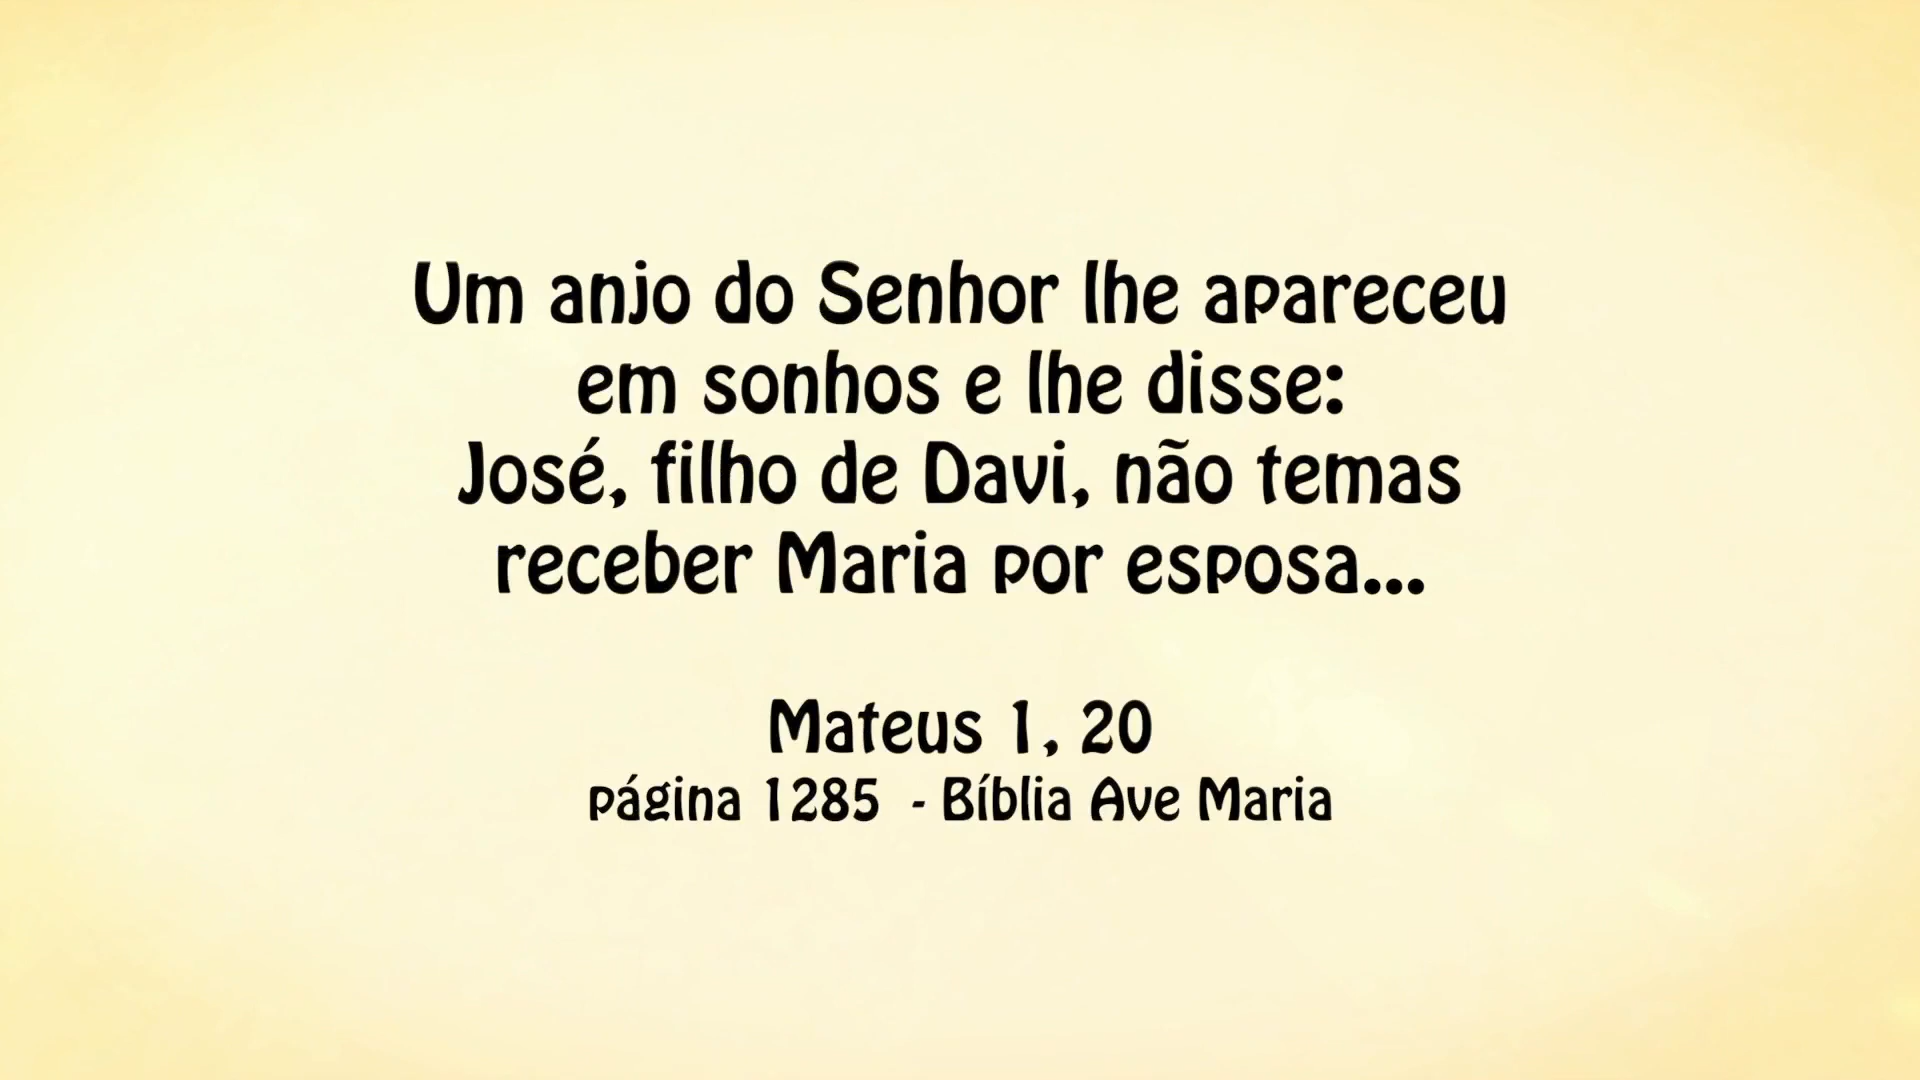 Um anjo do Senhor lhe apareceu
em sonhos e lhe disse:
José, filho de Davi, não temas
receber Maria por esposa...
Mateus 1, 20
página 1285 - Bíblia Ave Maria